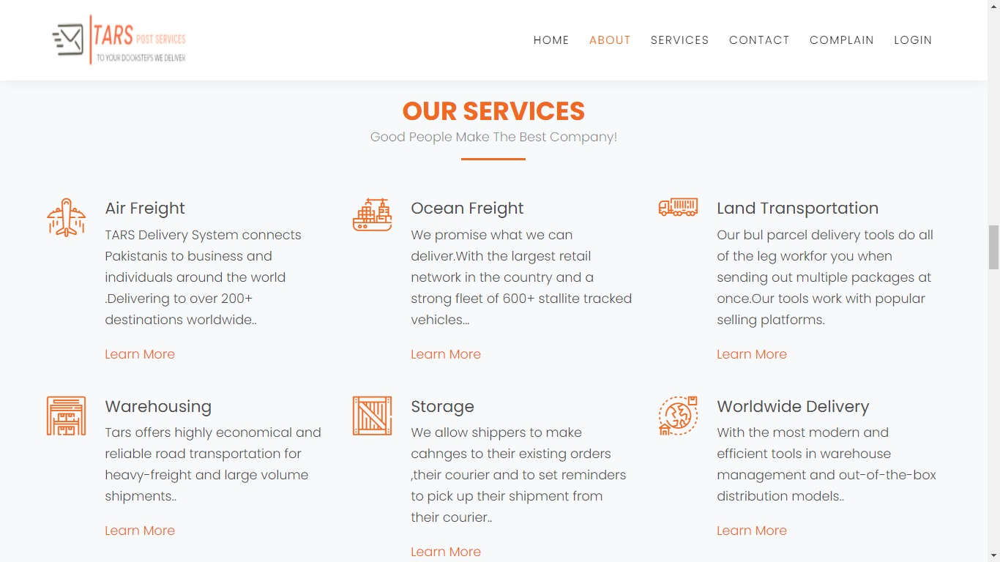 TARS POST SERVICES
TO YOUR DOORSTEPS WE DELIVER
HOME
ABOUT
SERVICES
CONTACT
COMPLAIN
LOGIN
OUR SERVICES
Good People Make The Best Company!
Air Freight
TARS Delivery System connects
Pakistanis to business and
individuals around the world
.Delivering to over 200+
destinations worldwide..
Learn More
Ocean Freight
We promise what we can
deliver.With the largest retail
network in the country and a
strong fleet of 600+ stallite tracked
vehicles...
Learn More
Land Transportation
Our bul parcel delivery tools do all
of the leg workfor you when
sending out multiple packages at
once.Our tools work with popular
selling platforms.
Learn More
Warehousing
Tars offers highly economical and
reliable road transportation for
heavy-freight and large volume
shipments..
Learn More
Storage
We allow shippers to make
cahnges to their existing orders
,their courier and to set reminders
to pick up their shipment from
their courier..
Learn More
Worldwide Delivery
With the most modern and
efficient tools in warehouse
management and out-of-the-box
distribution models..
Learn More